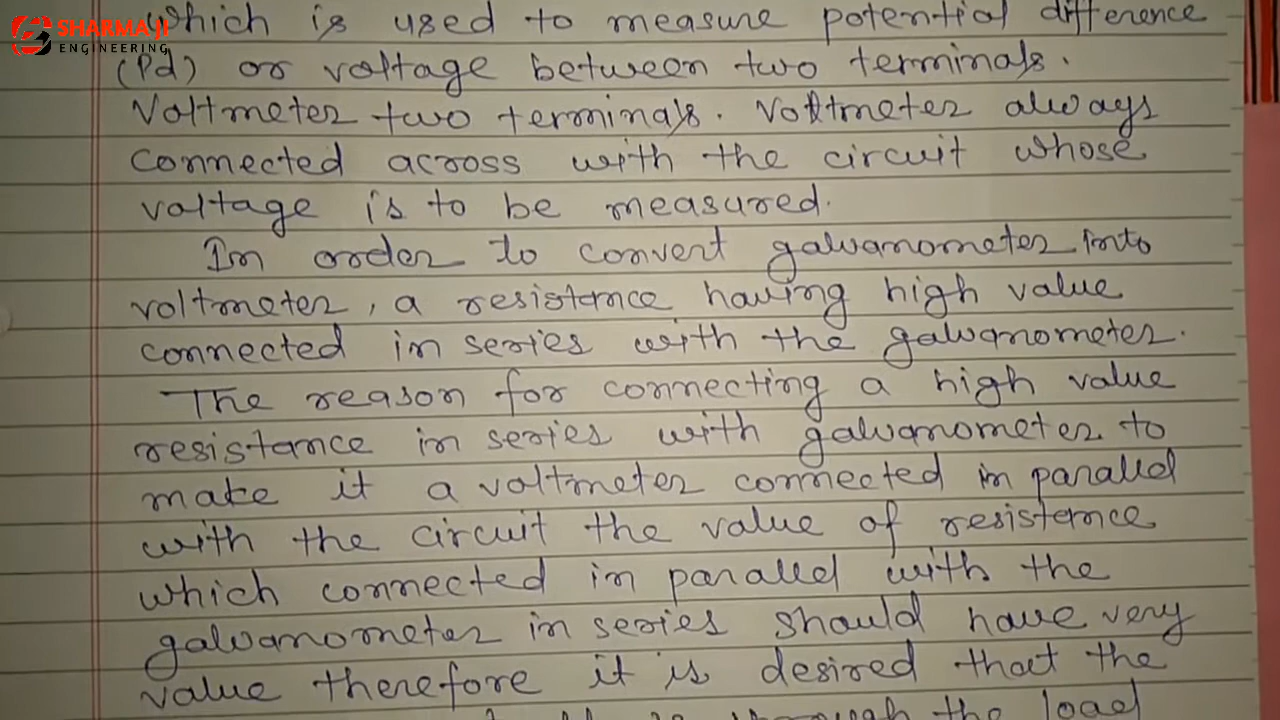 SHARMA JI
ENGINEERING
which is used to measure potential difference
(Pd) or voltage between two terminals.
Voltmeter two terminals. Voltmeter always
connected across with the circuit whose
voltage is to be measured.
In order to convert galvanometer into
voltmeter, a resistance having high value
connected in series with the galvanometer.
The reason for connecting a high value
resistance in series with galvanometer to
make it a voltmeter connected in parallel
with the circuit the value of resistence
which connected in parallel with the
galvanometer in series should have very
value therefore it is desired that the
through the load